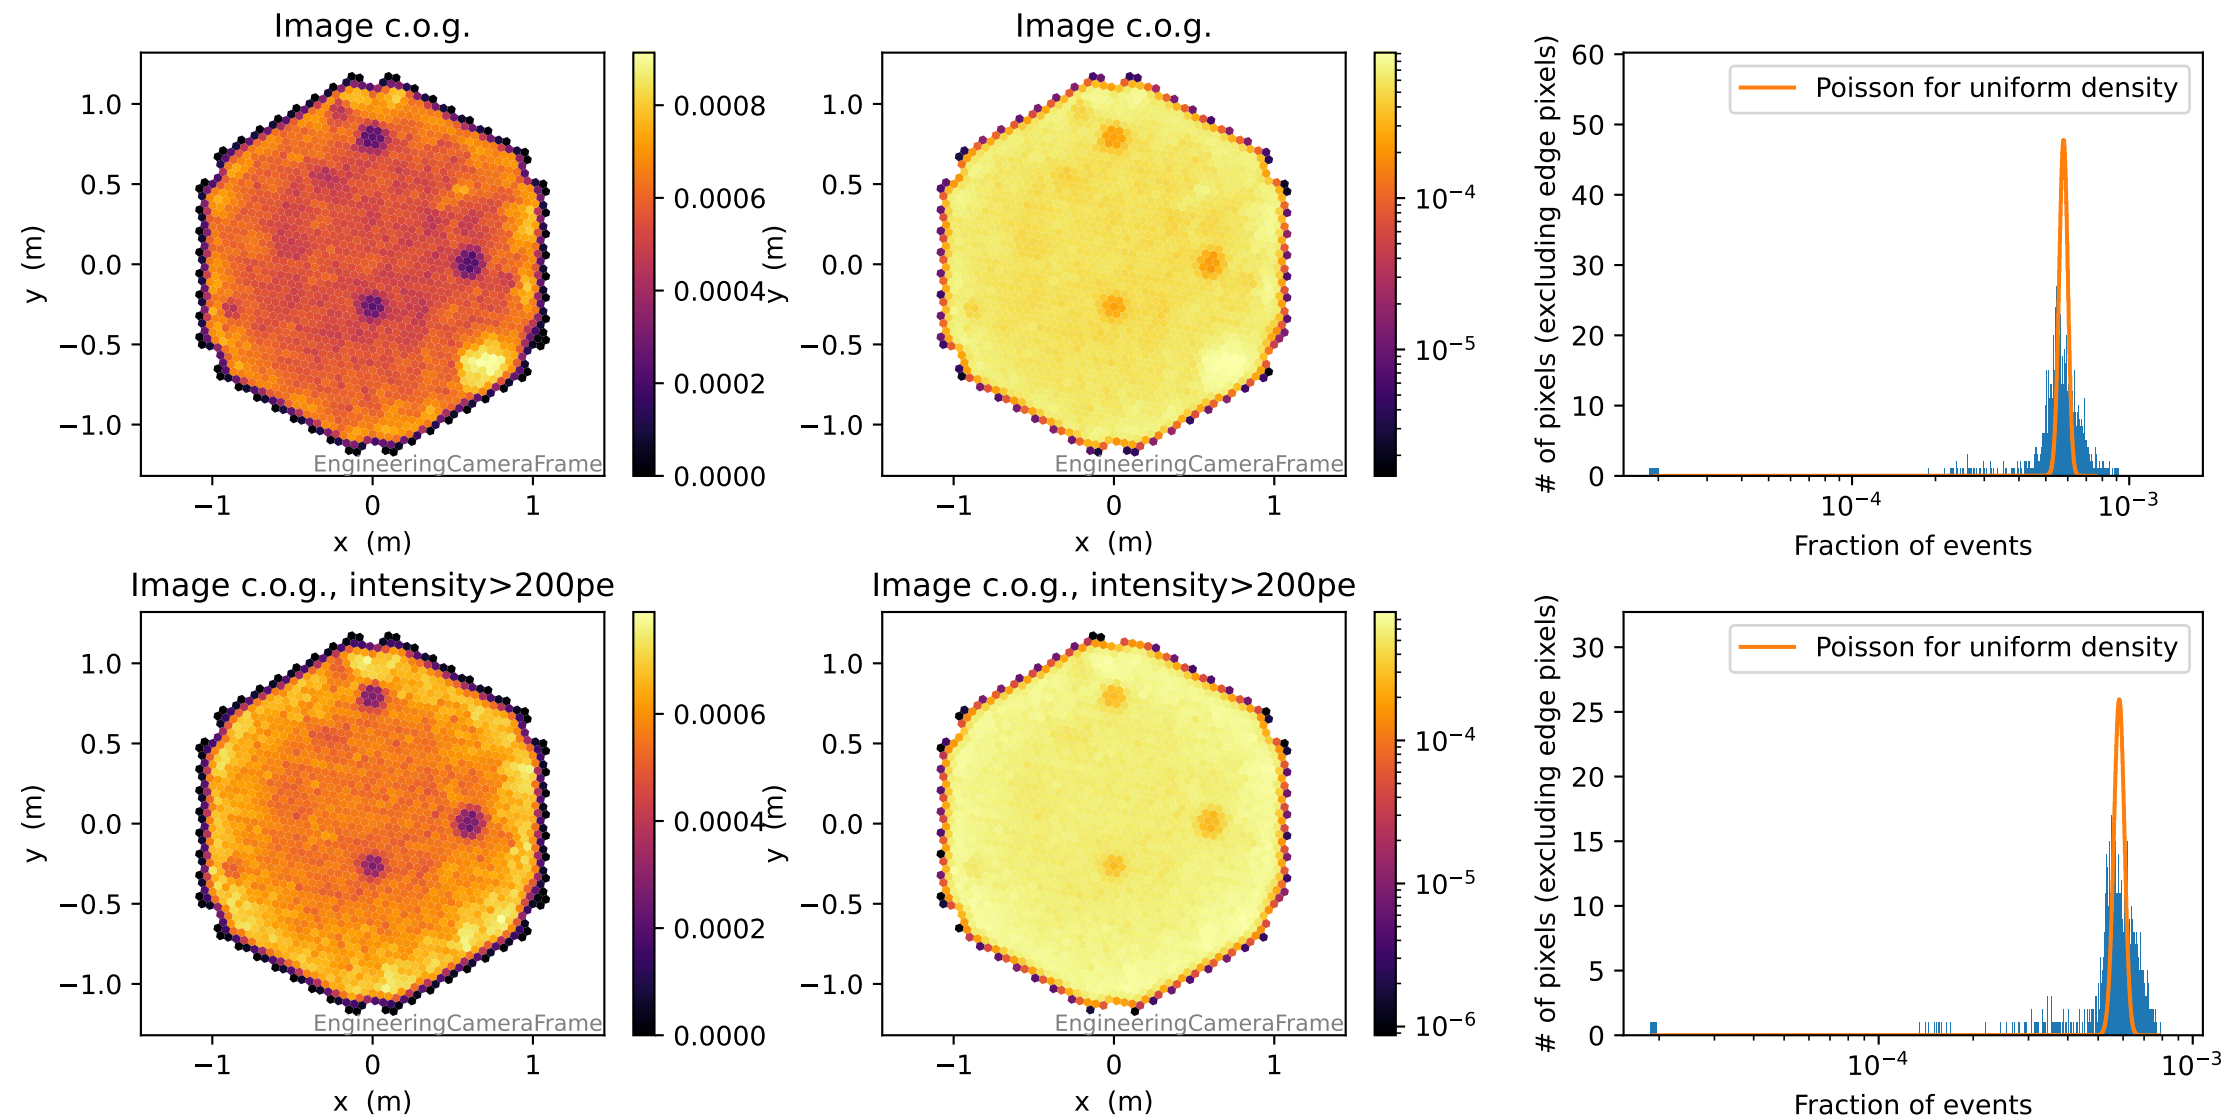 Image c.o.g.
1.0
0.5
0.0
−0.5
−1.0
y (m)
−1
0
1
x (m)
EngineeringCameraFrame
0.0008
0.0006
0.0004
0.0002
0.0000
Image c.o.g.
1.0
0.5
0.0
−0.5
−1.0
y (m)
−1
0
1
x (m)
EngineeringCameraFrame
10⁻⁴
10⁻⁵
60
50
40
30
20
10
0
# of pixels (excluding edge pixels)
Poisson for uniform density
10⁻⁴
10⁻³
Fraction of events
Image c.o.g., intensity>200pe
1.0
0.5
0.0
−0.5
−1.0
y (m)
−1
0
1
x (m)
EngineeringCameraFrame
0.0006
0.0004
0.0002
0.0000
Image c.o.g., intensity>200pe
1.0
0.5
0.0
−0.5
−1.0
y (m)
−1
0
1
x (m)
EngineeringCameraFrame
10⁻⁴
10⁻⁵
10⁻⁶
30
25
20
15
10
5
0
# of pixels (excluding edge pixels)
Poisson for uniform density
10⁻⁴
10⁻³
Fraction of events